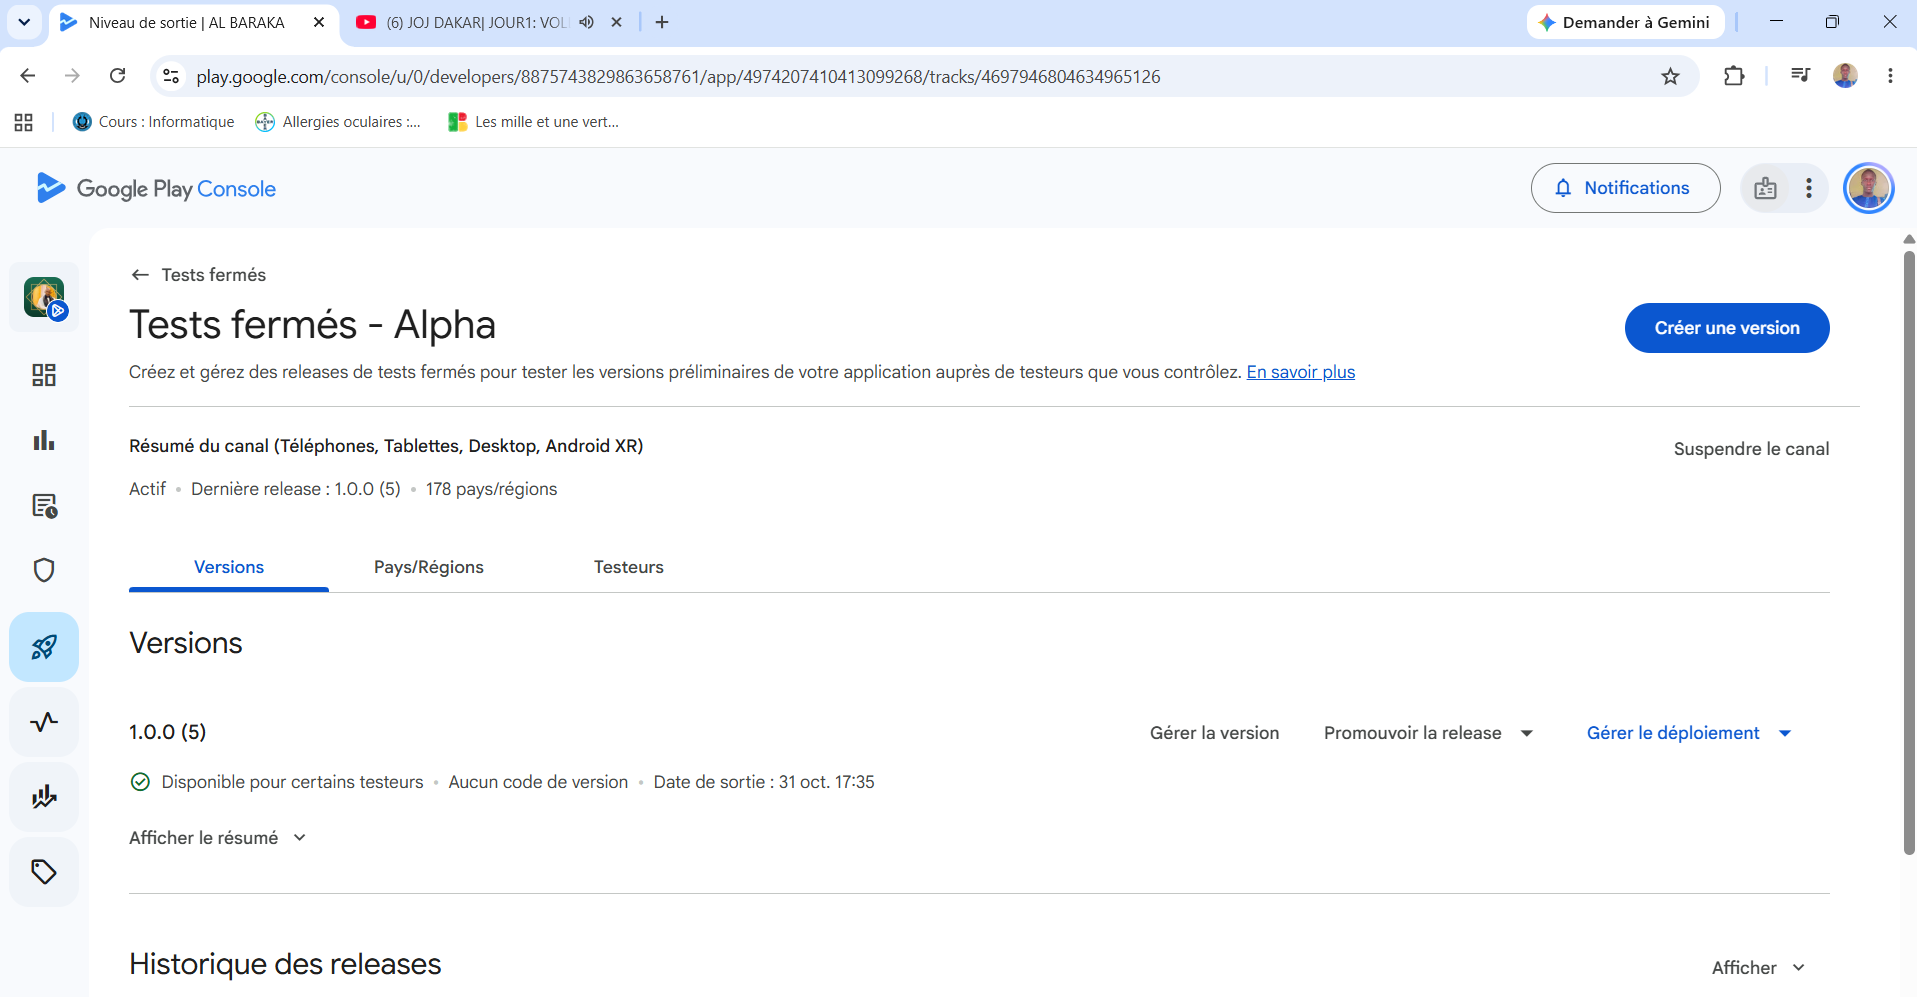 Niveau de sortie | AL BARAKA
(6) JOJ DAKAR| JOUR1: VOL
Demander à Gemini
play.google.com/console/u/0/developers/8875743829863658761/app/4974207410413099268/tracks/4697946804634965126
Cours : Informatique
Allergies oculaires :...
Les mille et une vert...
Google Play Console
Notifications
Tests fermés
Tests fermés - Alpha
Créer une version
Créez et gérez des releases de tests fermés pour tester les versions préliminaires de votre application auprès de testeurs que vous contrôlez. En savoir plus
Résumé du canal (Téléphones, Tablettes, Desktop, Android XR)
Suspendre le canal
Actif • Dernière release : 1.0.0 (5) • 178 pays/régions
Versions
Pays/Régions
Testeurs
Versions
1.0.0 (5)
Gérer la version
Promouvoir la release
Gérer le déploiement
Disponible pour certains testeurs • Aucun code de version • Date de sortie : 31 oct. 17:35
Afficher le résumé
Historique des releases
Afficher